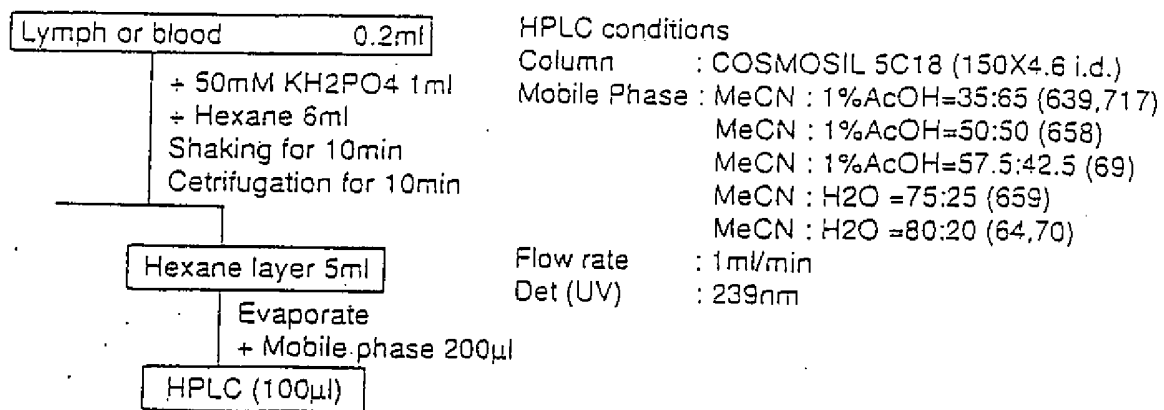 Lymph or blood 0.2ml
÷ 50mM KH2PO4 1ml
÷ Hexane 6ml
Shaking for 10min
Cetrifugation for 10min
Hexane layer 5ml
Evaporate
+ Mobile phase 200µl
HPLC (100µl)
HPLC conditions
Column : COSMOSIL 5C18 (150X4.6 i.d.)
Mobile Phase : MeCN : 1%AcOH=35:65 (639,717)
MeCN : 1%AcOH=50:50 (658)
MeCN : 1%AcOH=57.5:42.5 (69)
MeCN : H2O =75:25 (659)
MeCN : H2O =80:20 (64,70)
Flow rate : 1ml/min
Det (UV) : 239nm